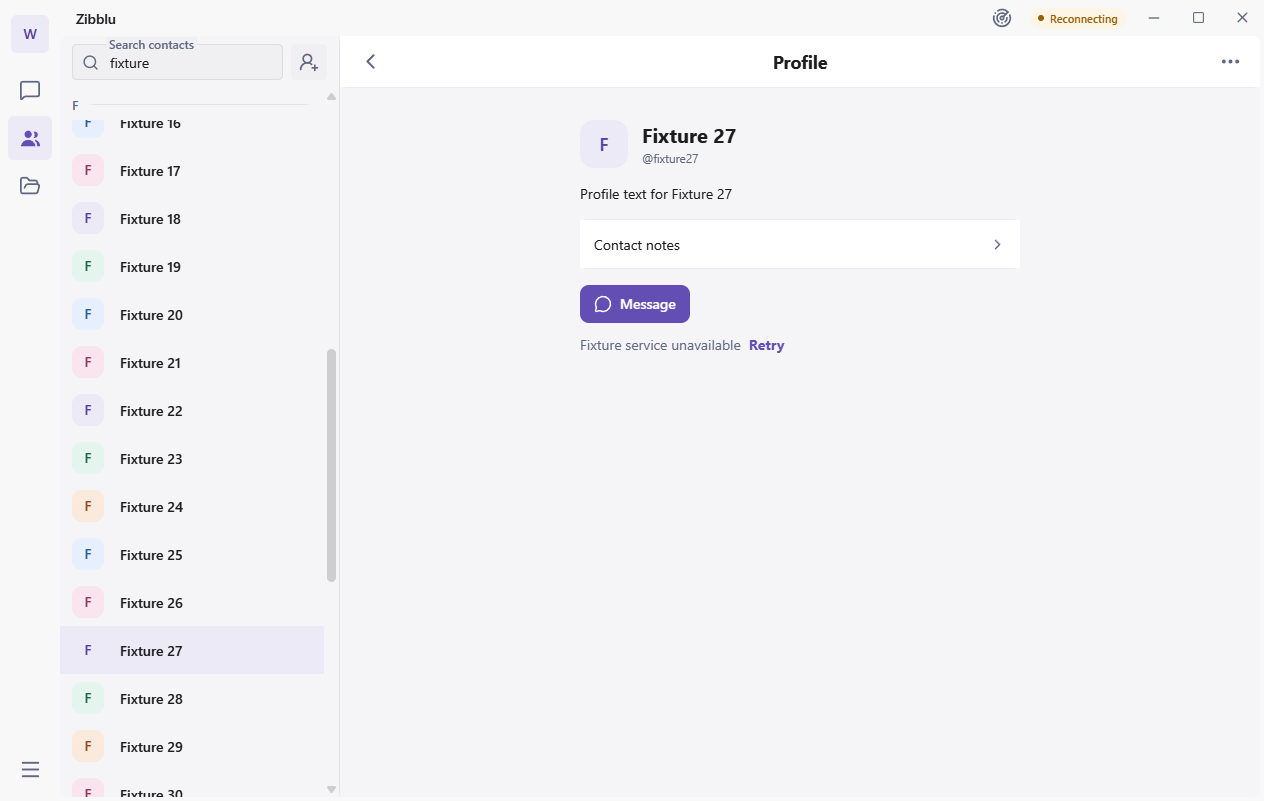 W
Zibblu
Reconnecting
Search contacts
fixture
F
F Fixture 16
F Fixture 17
F Fixture 18
F Fixture 19
F Fixture 20
F Fixture 21
F Fixture 22
F Fixture 23
F Fixture 24
F Fixture 25
F Fixture 26
F Fixture 27
F Fixture 28
F Fixture 29
F Fixture 30
Profile
F
Fixture 27
@fixture27
Profile text for Fixture 27
Contact notes
Message
Fixture service unavailable Retry